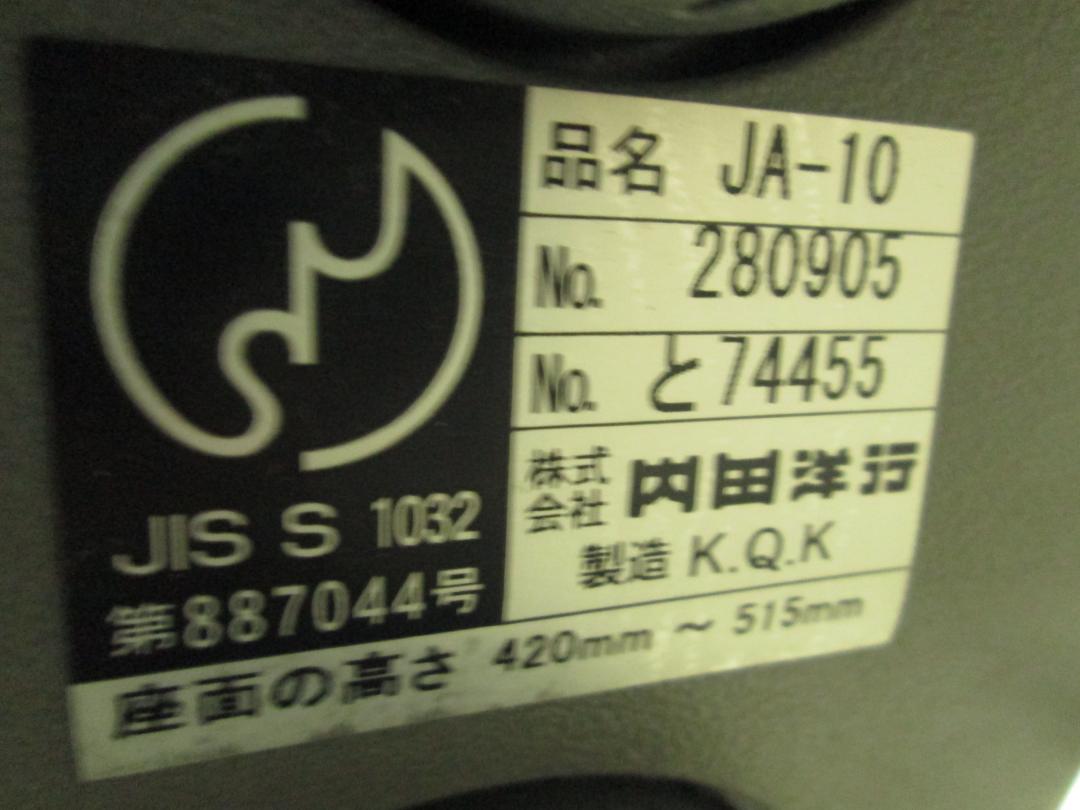 JIS S 1032
第887044号
品名 JA-10
No. 280905
No. と74455
株式会社 内田洋行
製造 K.Q.K
座面の高さ 420mm ～ 515mm